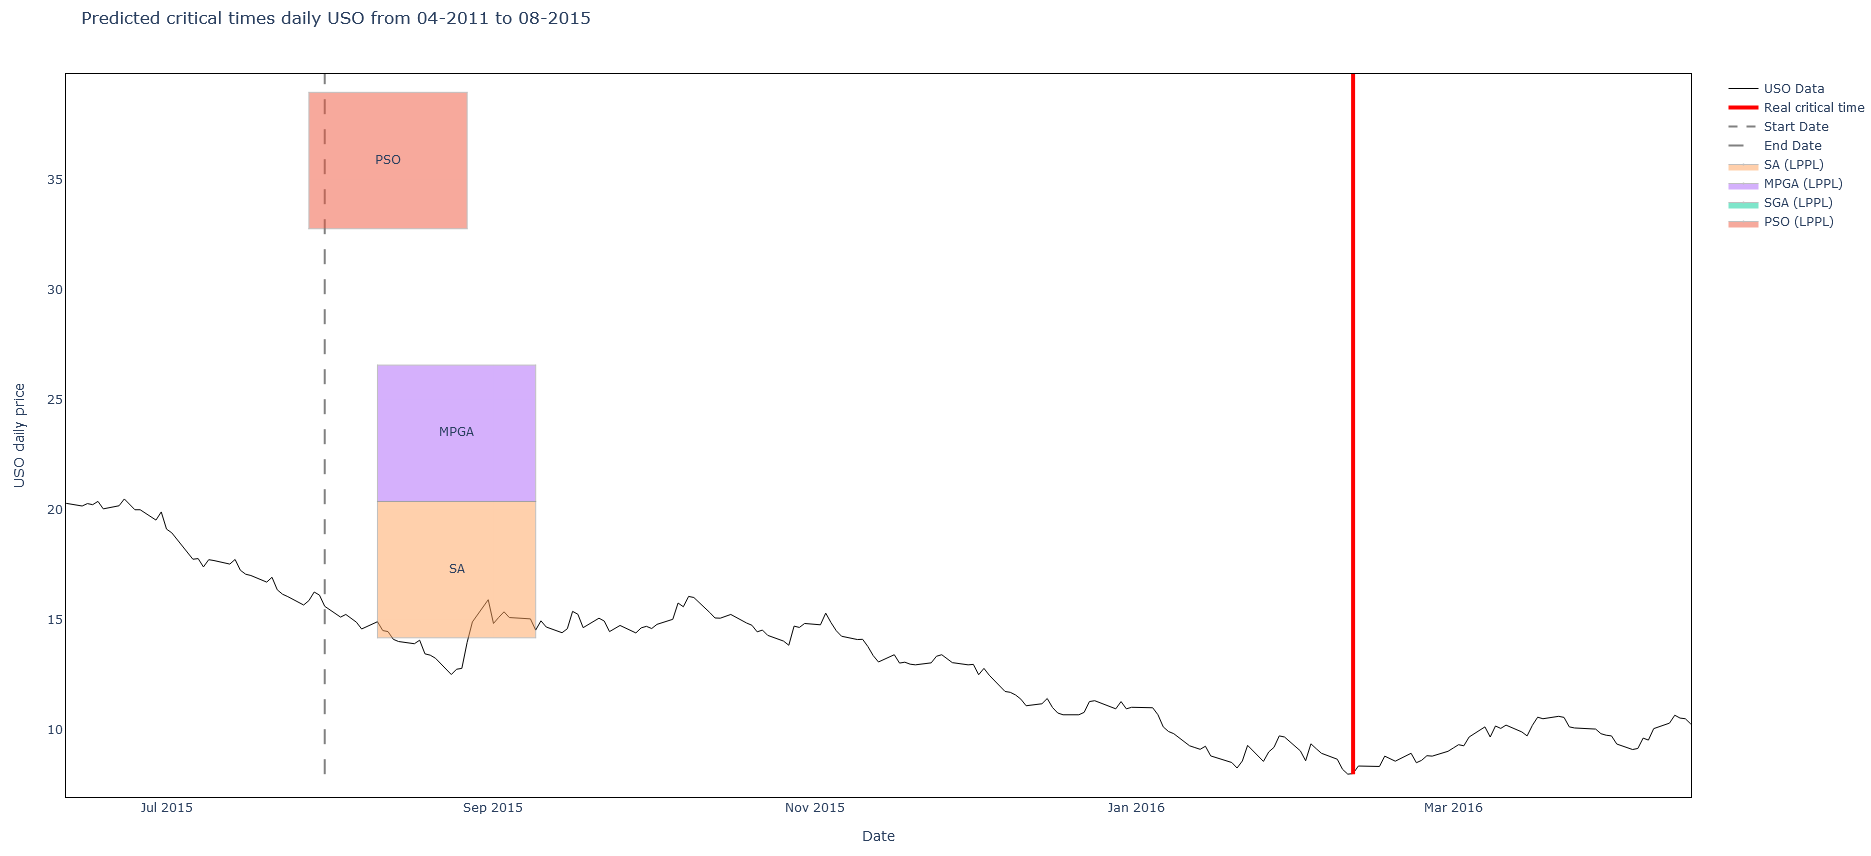 Predicted critical times daily USO from 04-2011 to 08-2015
USO Data
Real critical time
Start Date
End Date
SA (LPPL)
MPGA (LPPL)
SGA (LPPL)
PSO (LPPL)
PSO
MPGA
SA
35
30
25
20
15
10
USO daily price
Jul 2015
Sep 2015
Nov 2015
Jan 2016
Mar 2016
Date